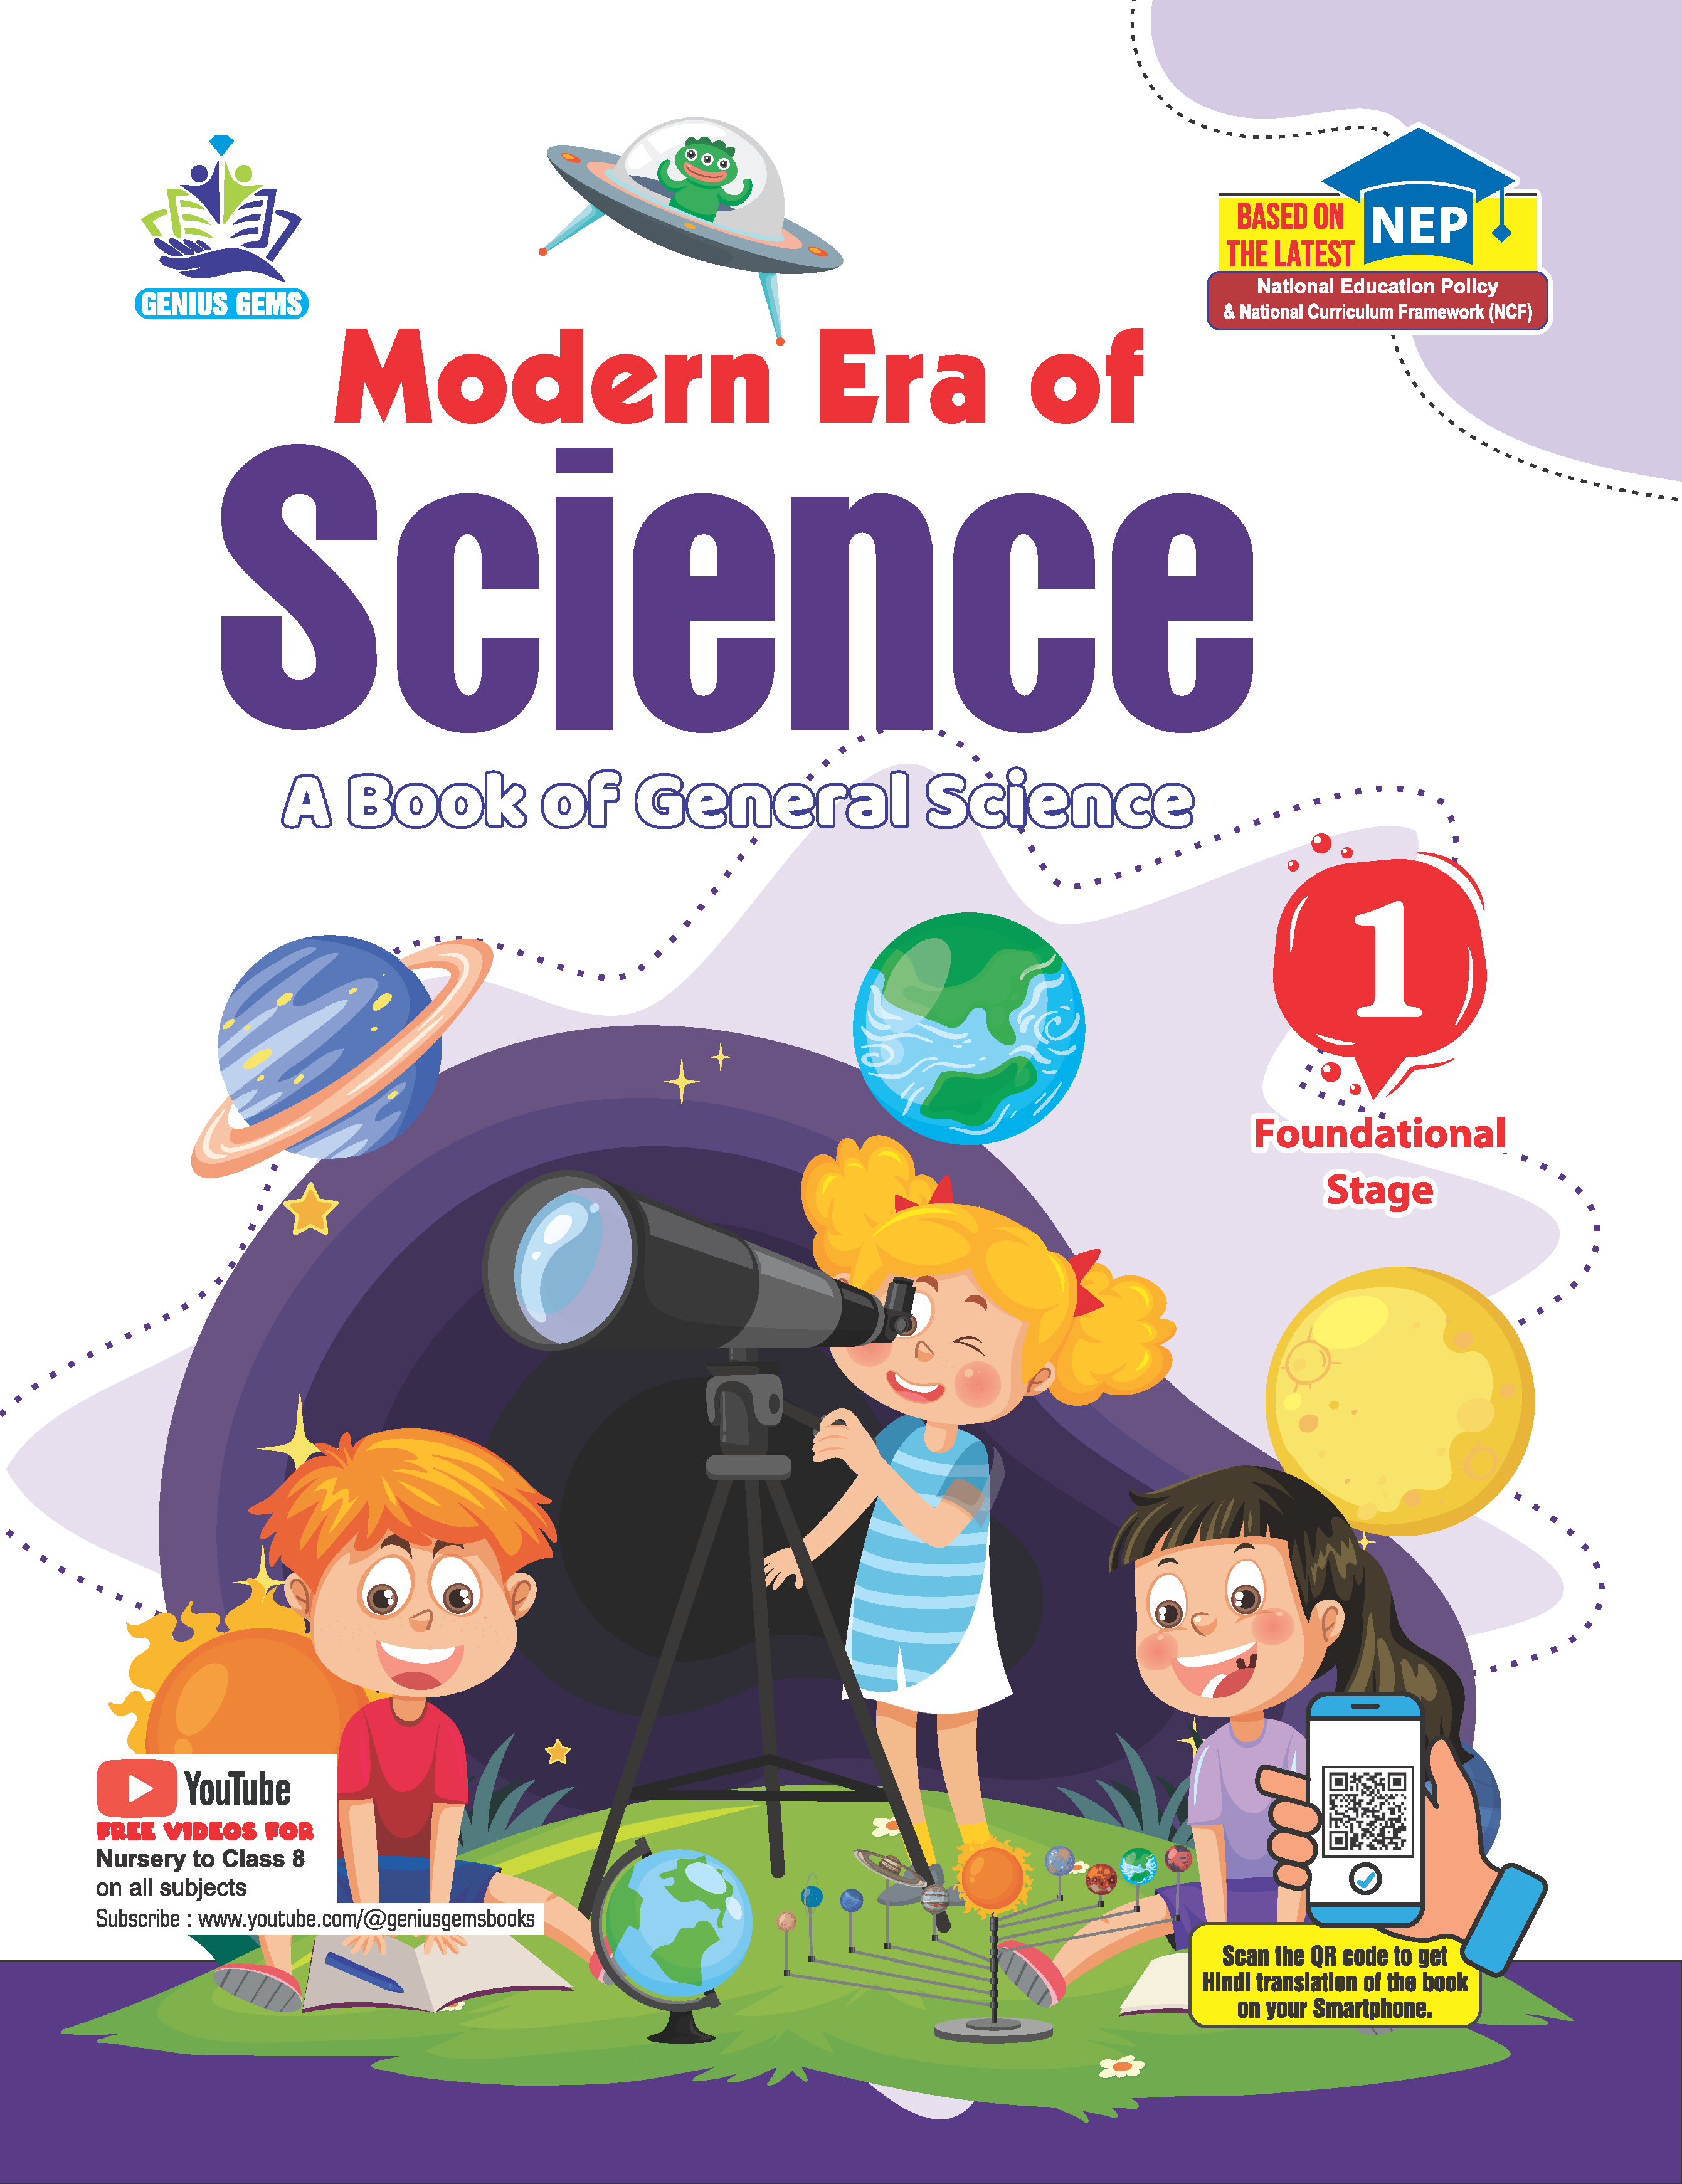 GENIUS GEMS
BASED ON
THE LATEST
NEP
National Education Policy
& National Curriculum Framework (NCF)
Modern Era of
Science
A Book of General Science
1
Foundational
Stage
YouTube
FREE VIDEOS FOR
Nursery to Class 8
on all subjects
Subscribe : www.youtube.com/@geniusgemsbooks
Scan the QR code to get
Hindi translation of the book
on your Smartphone.